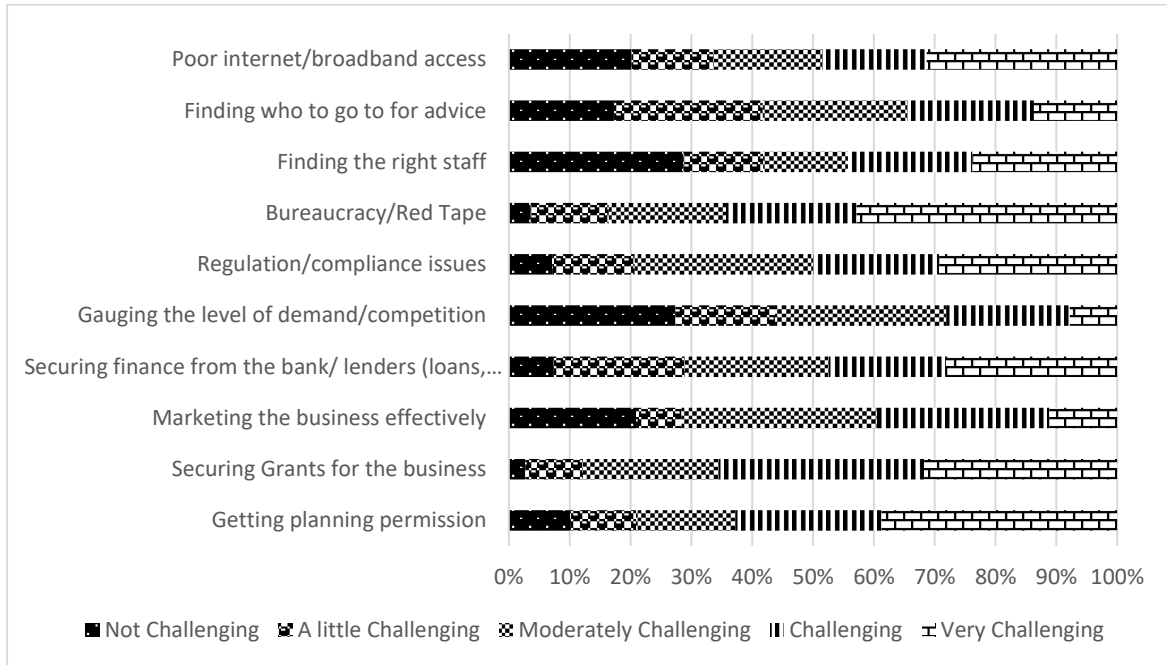 Poor internet/broadband access
Finding who to go to for advice
Finding the right staff
Bureaucracy/Red Tape
Regulation/compliance issues
Gauging the level of demand/competition
Securing finance from the bank/ lenders (loans,...
Marketing the business effectively
Securing Grants for the business
Getting planning permission
0% 10% 20% 30% 40% 50% 60% 70% 80% 90% 100%
Not Challenging A little Challenging Moderately Challenging Challenging Very Challenging